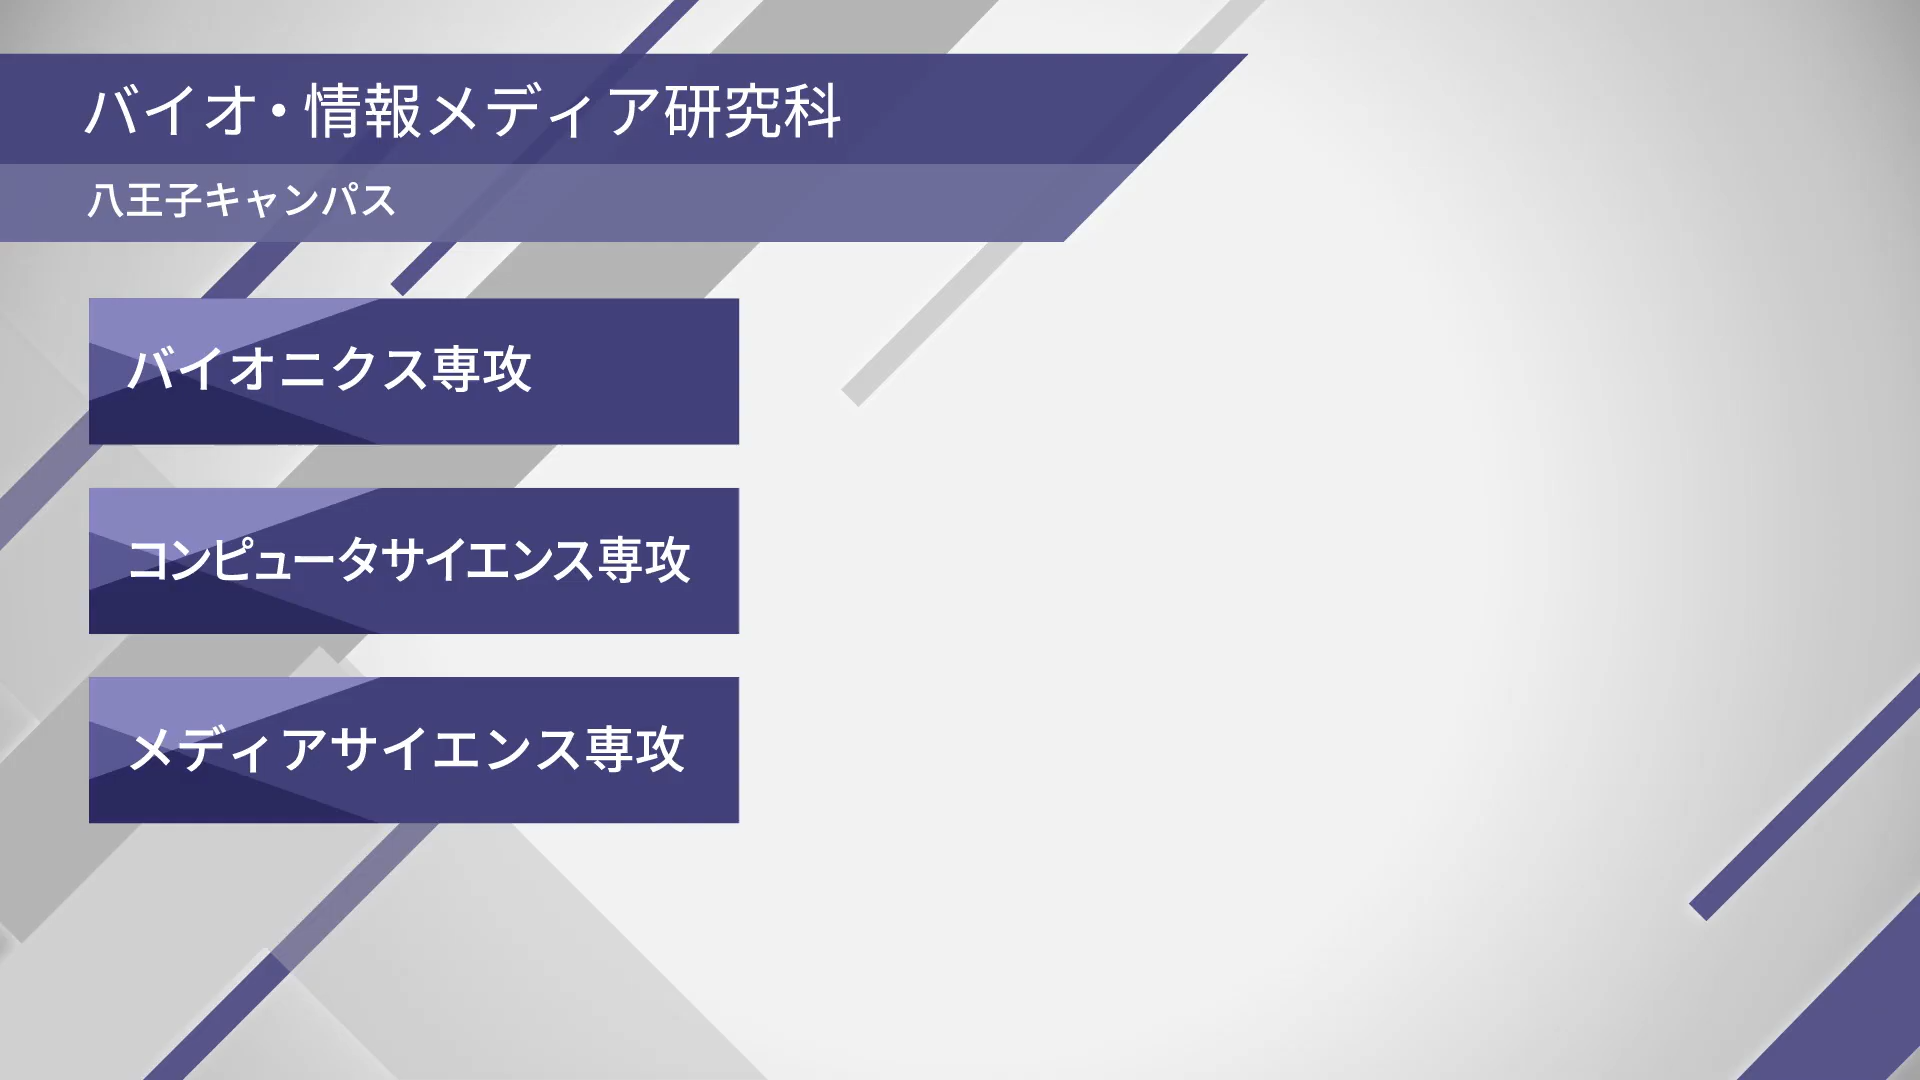 バイオ・情報メディア研究科
八王子キャンパス
バイオニクス専攻
コンピュータサイエンス専攻
メディアサイエンス専攻